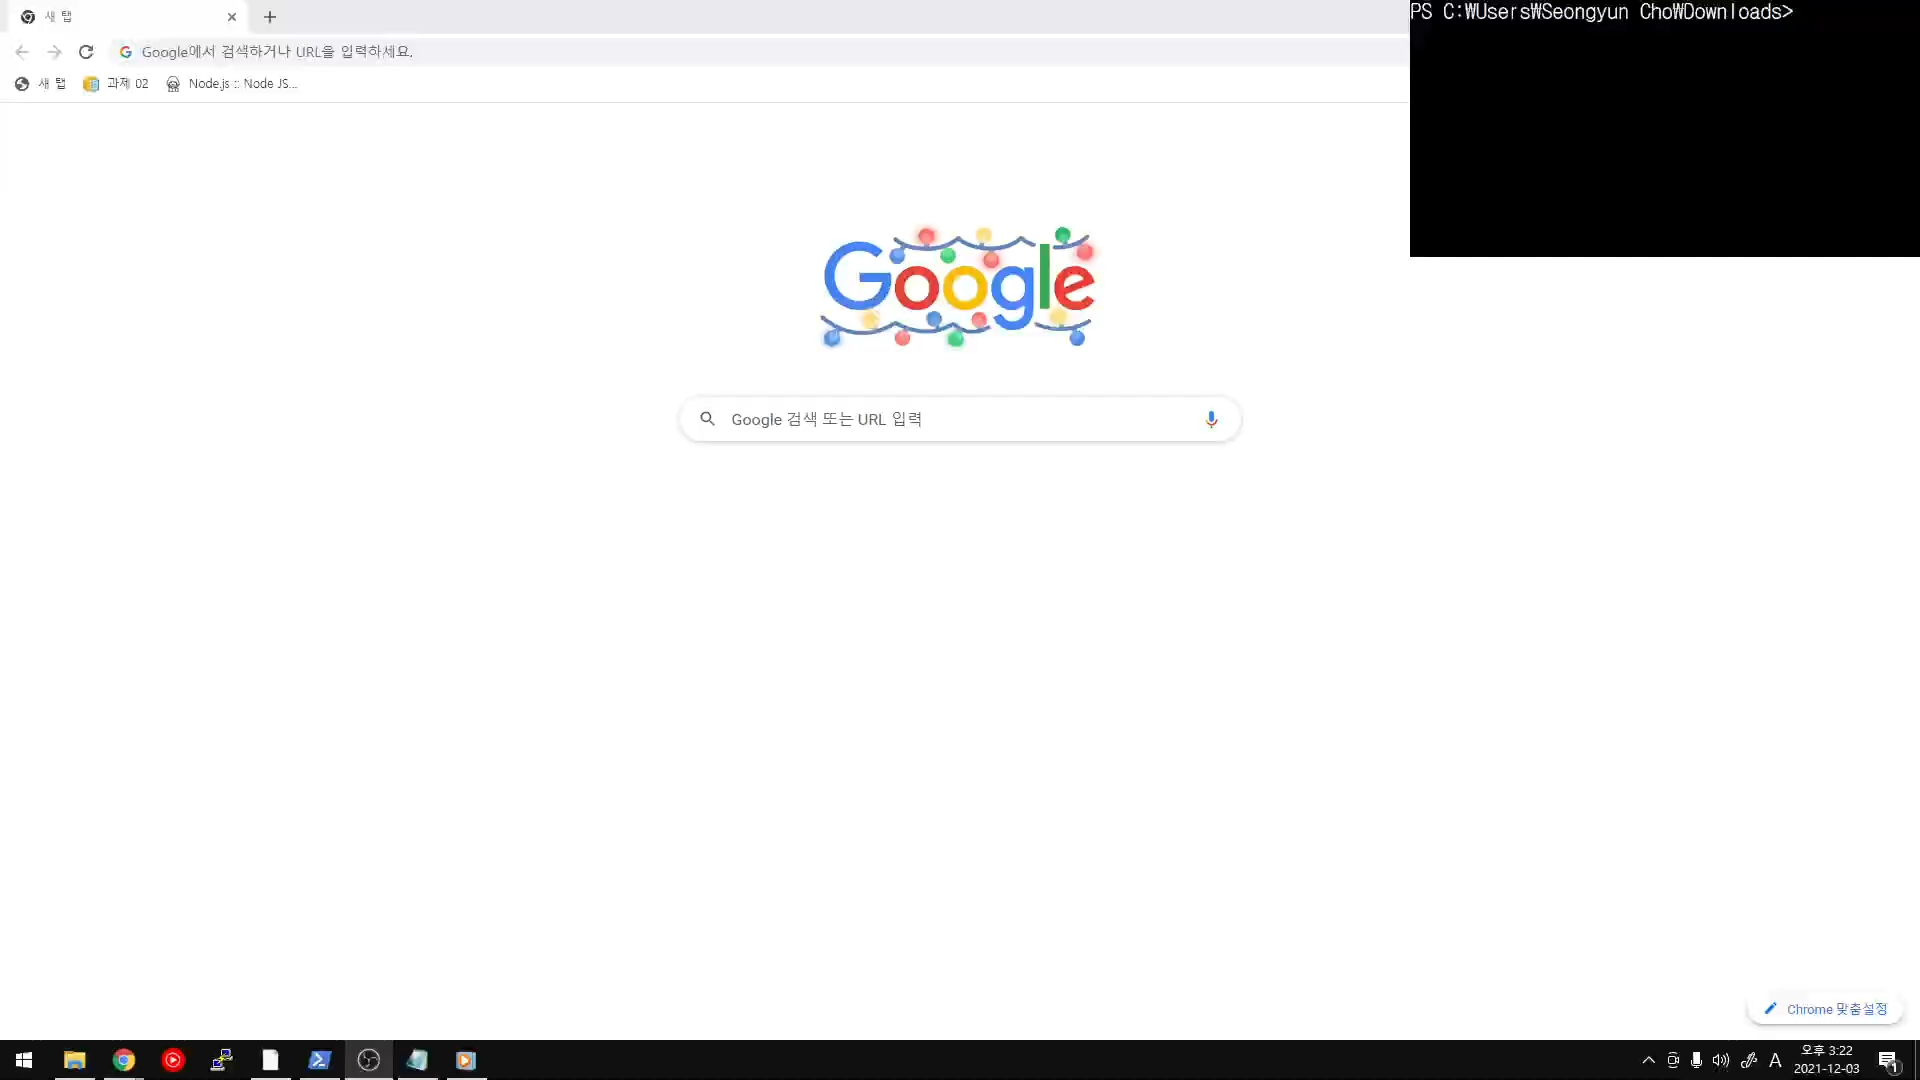 새 탭
PS C:₩Users₩Seongyun Cho₩Downloads>
Google에서 검색하거나 URL을 입력하세요.
새 탭
과제 02
Node.js :: Node JS...
Google
Google 검색 또는 URL 입력
Chrome 맞춤설정
A
오후 3:22
2021-12-03
1